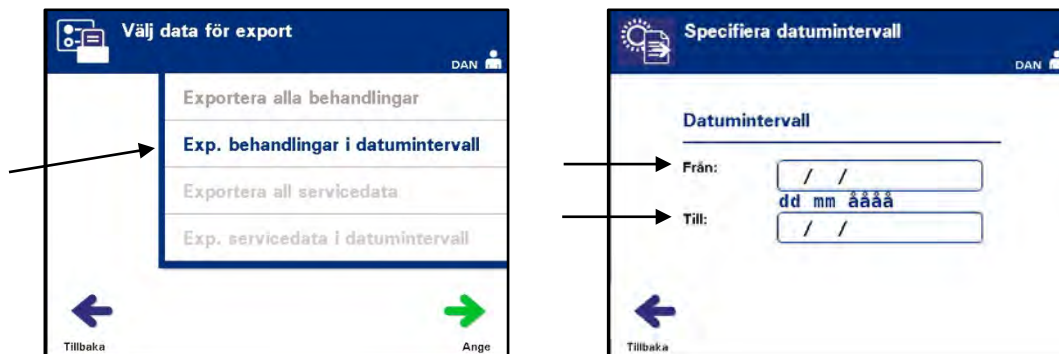 Välj data för export
DAN
Exportera alla behandlingar
Exp. behandlingar i datumintervall
Exportera all servicedata
Exp. servicedata i datumintervall
Tillbaka
Ange
Specifiera datumintervall
DAN
Datumintervall
Från:
/ /
dd mm åååå
Till:
/ /
Tillbaka